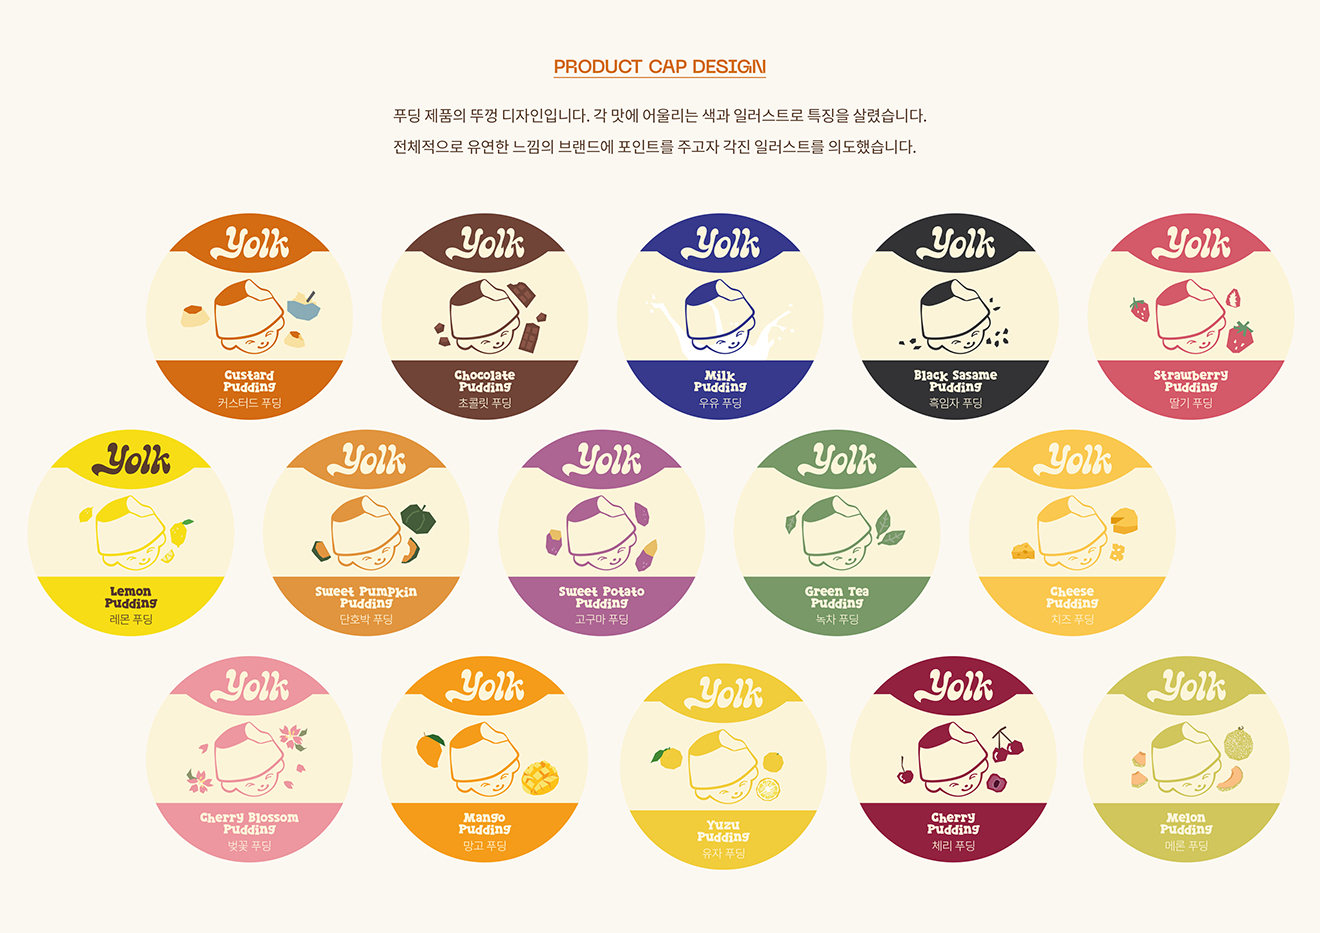 PRODUCT CAP DESIGN
푸딩 제품의 뚜껑 디자인입니다. 각 맛에 어울리는 색과 일러스트로 특징을 살렸습니다.
전체적으로 유연한 느낌의 브랜드에 포인트를 주고자 각진 일러스트를 의도했습니다.
Yolk
Custard
Pudding
커스터드 푸딩
Yolk
Chocolate
Pudding
초콜릿 푸딩
Yolk
Milk
Pudding
우유 푸딩
Yolk
Black Sasame
Pudding
흑임자 푸딩
Yolk
Strawberry
Pudding
딸기 푸딩
Yolk
Lemon
Pudding
레몬 푸딩
Yolk
Sweet Pumpkin
Pudding
단호박 푸딩
Yolk
Sweet Potato
Pudding
고구마 푸딩
Yolk
Green Tea
Pudding
녹차 푸딩
Yolk
Cheese
Pudding
치즈 푸딩
Yolk
Cherry Blossom
Pudding
벚꽃 푸딩
Yolk
Mango
Pudding
망고 푸딩
Yolk
Yuzu
Pudding
유자 푸딩
Yolk
Cherry
Pudding
체리 푸딩
Yolk
Melon
Pudding
메론 푸딩